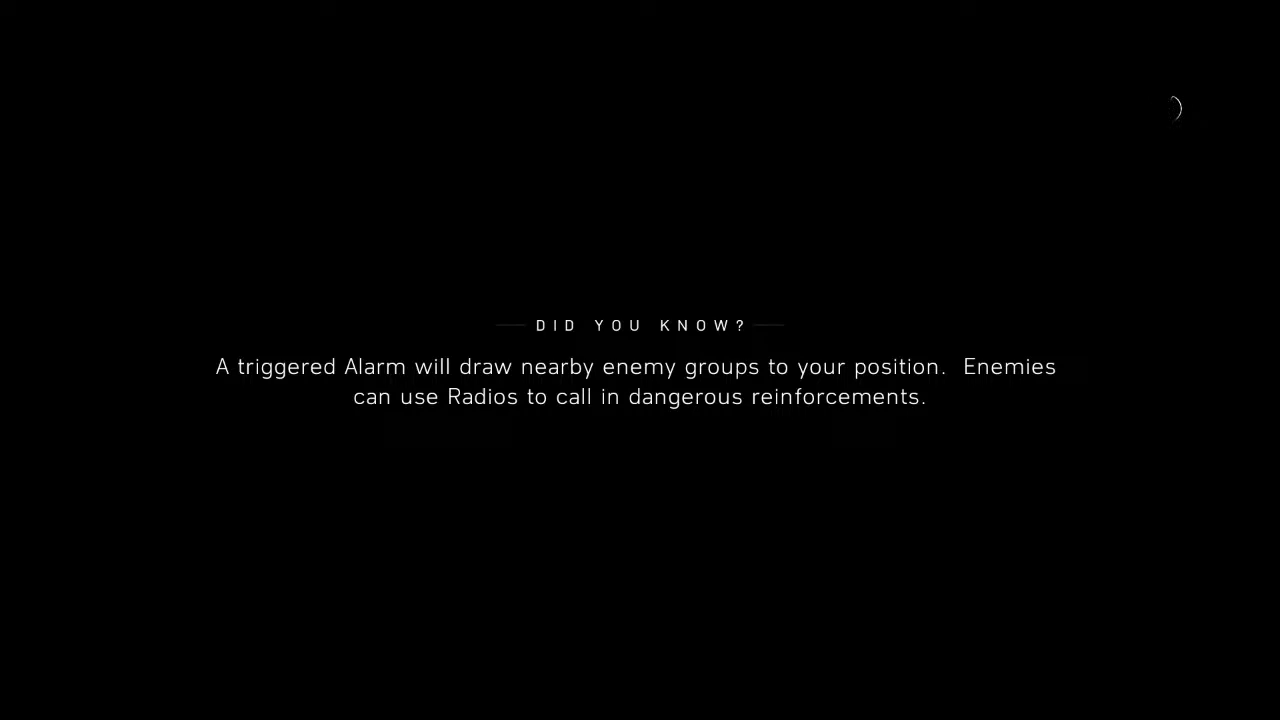 DID YOU KNOW?
A triggered Alarm will draw nearby enemy groups to your position.  Enemies
can use Radios to call in dangerous reinforcements.